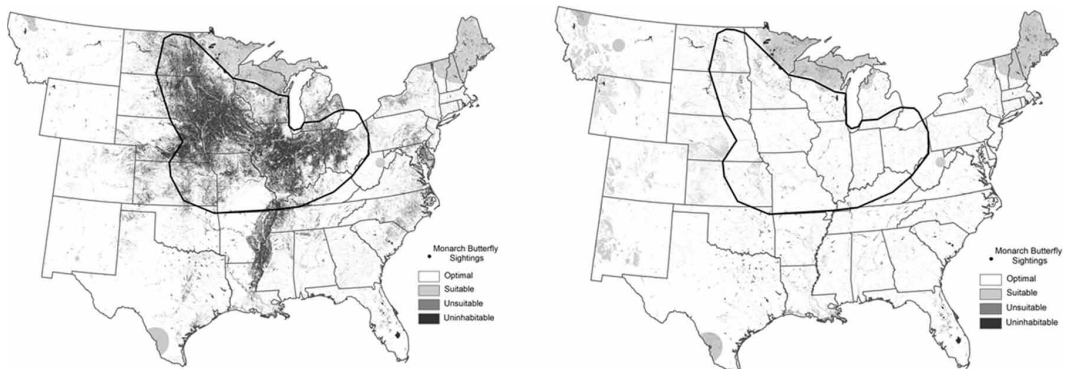 Monarch Butterfly
Sightings
Optimal
Suitable
Unsuitable
Uninhabitable
Monarch Butterfly
Sightings
Optimal
Suitable
Unsuitable
Uninhabitable